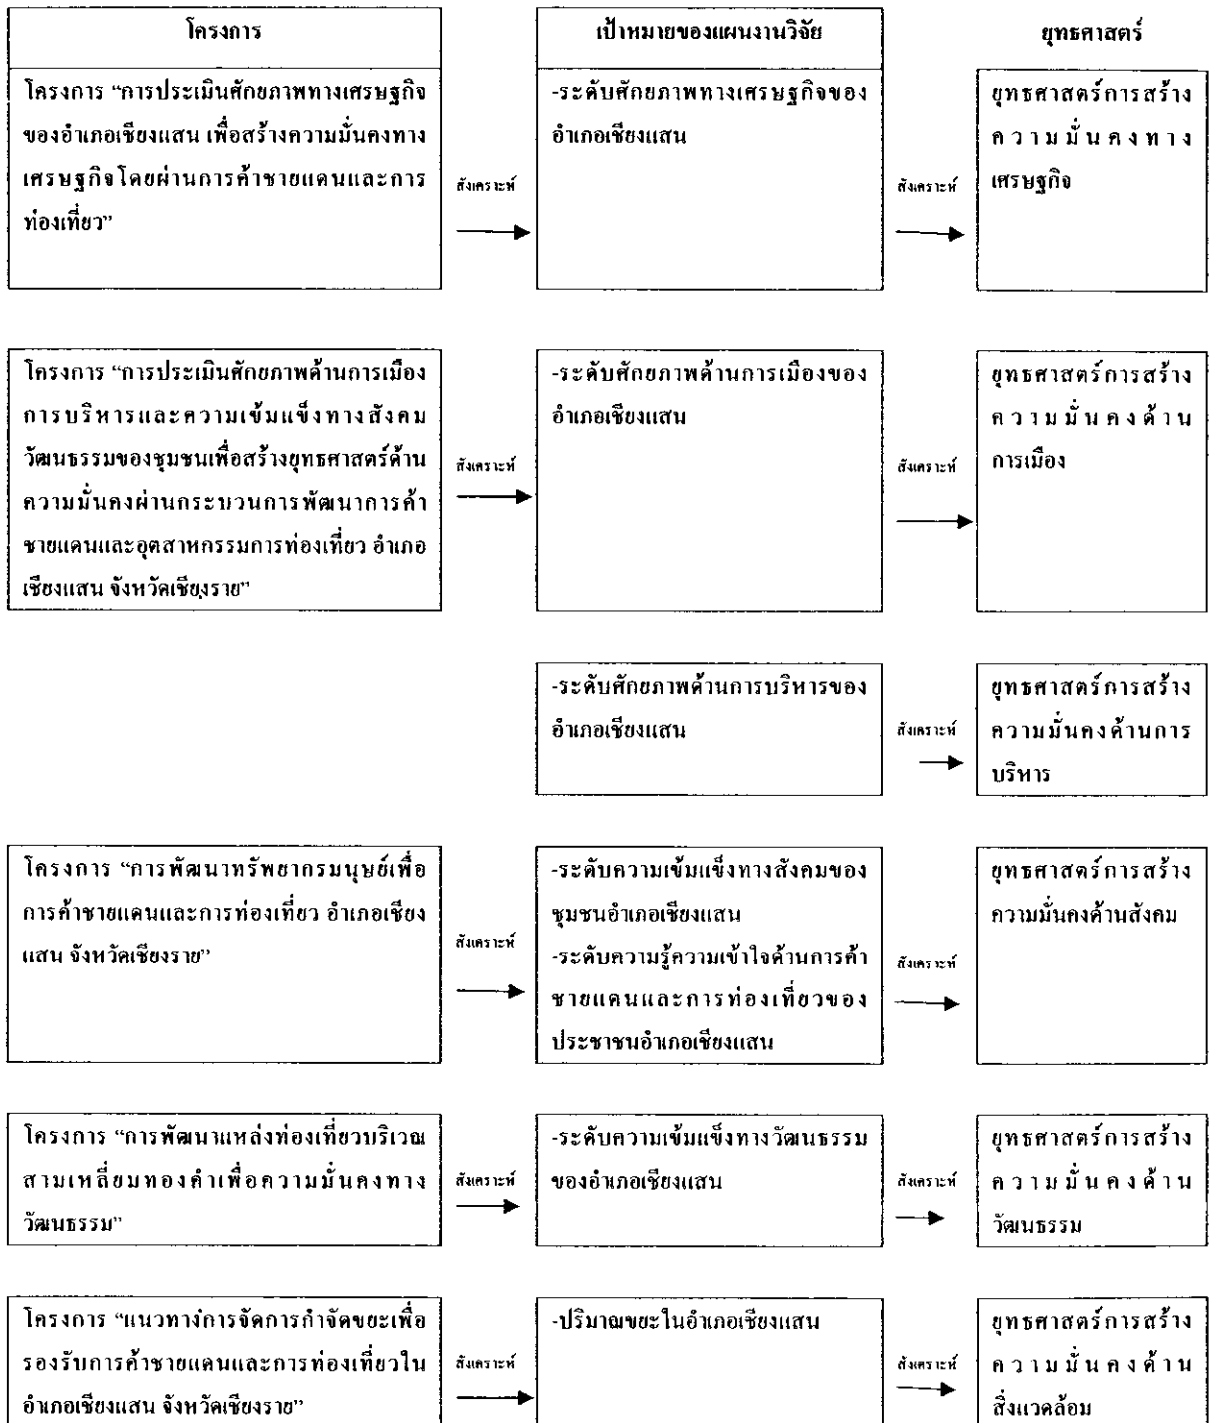 โครงการ
เป้าหมายของแผนงานวิจัย
ยุทธศาสตร์
โครงการ “การประเมินศักยภาพทางเศรษฐกิจ
ของอำเภอเชียงแสน เพื่อสร้างความมั่นคงทาง
เศรษฐกิจโดยผ่านการค้าชายแดนและการ
ท่องเที่ยว”
สังเคราะห์
-ระดับศักยภาพทางเศรษฐกิจของ
อำเภอเชียงแสน
สังเคราะห์
ยุทธศาสตร์การสร้าง
ความมั่นคงทาง
เศรษฐกิจ
โครงการ “การประเมินศักยภาพด้านการเมือง
การบริหารและความเข้มแข็งทางสังคม
วัฒนธรรมของชุมชนเพื่อสร้างยุทธศาสตร์ด้าน
ความมั่นคงผ่านกระบวนการพัฒนาการค้า
ชายแดนและอุตสาหกรรมการท่องเที่ยว อำเภอ
เชียงแสน จังหวัดเชียงราย”
สังเคราะห์
-ระดับศักยภาพด้านการเมืองของ
อำเภอเชียงแสน
สังเคราะห์
ยุทธศาสตร์การสร้าง
ความมั่นคงด้าน
การเมือง
-ระดับศักยภาพด้านการบริหารของ
อำเภอเชียงแสน
สังเคราะห์
ยุทธศาสตร์การสร้าง
ความมั่นคงด้านการ
บริหาร
โครงการ “การพัฒนาทรัพยากรมนุษย์เพื่อ
การค้าชายแดนและการท่องเที่ยว อำเภอเชียง
แสน จังหวัดเชียงราย”
สังเคราะห์
-ระดับความเข้มแข็งทางสังคมของ
ชุมชนอำเภอเชียงแสน
-ระดับความรู้ความเข้าใจด้านการค้า
ชายแดนและการท่องเที่ยวของ
ประชาชนอำเภอเชียงแสน
สังเคราะห์
ยุทธศาสตร์การสร้าง
ความมั่นคงด้านสังคม
โครงการ “การพัฒนาแหล่งท่องเที่ยวบริเวณ
สามเหลี่ยมทองคำเพื่อความมั่นคงทาง
วัฒนธรรม”
สังเคราะห์
-ระดับความเข้มแข็งทางวัฒนธรรม
ของอำเภอเชียงแสน
สังเคราะห์
ยุทธศาสตร์การสร้าง
ความมั่นคงด้าน
วัฒนธรรม
โครงการ “แนวทางการจัดการกำจัดขยะเพื่อ
รองรับการค้าชายแดนและการท่องเที่ยวใน
อำเภอเชียงแสน จังหวัดเชียงราย”
สังเคราะห์
-ปริมาณขยะในอำเภอเชียงแสน
สังเคราะห์
ยุทธศาสตร์การสร้าง
ความมั่นคงด้าน
สิ่งแวดล้อม